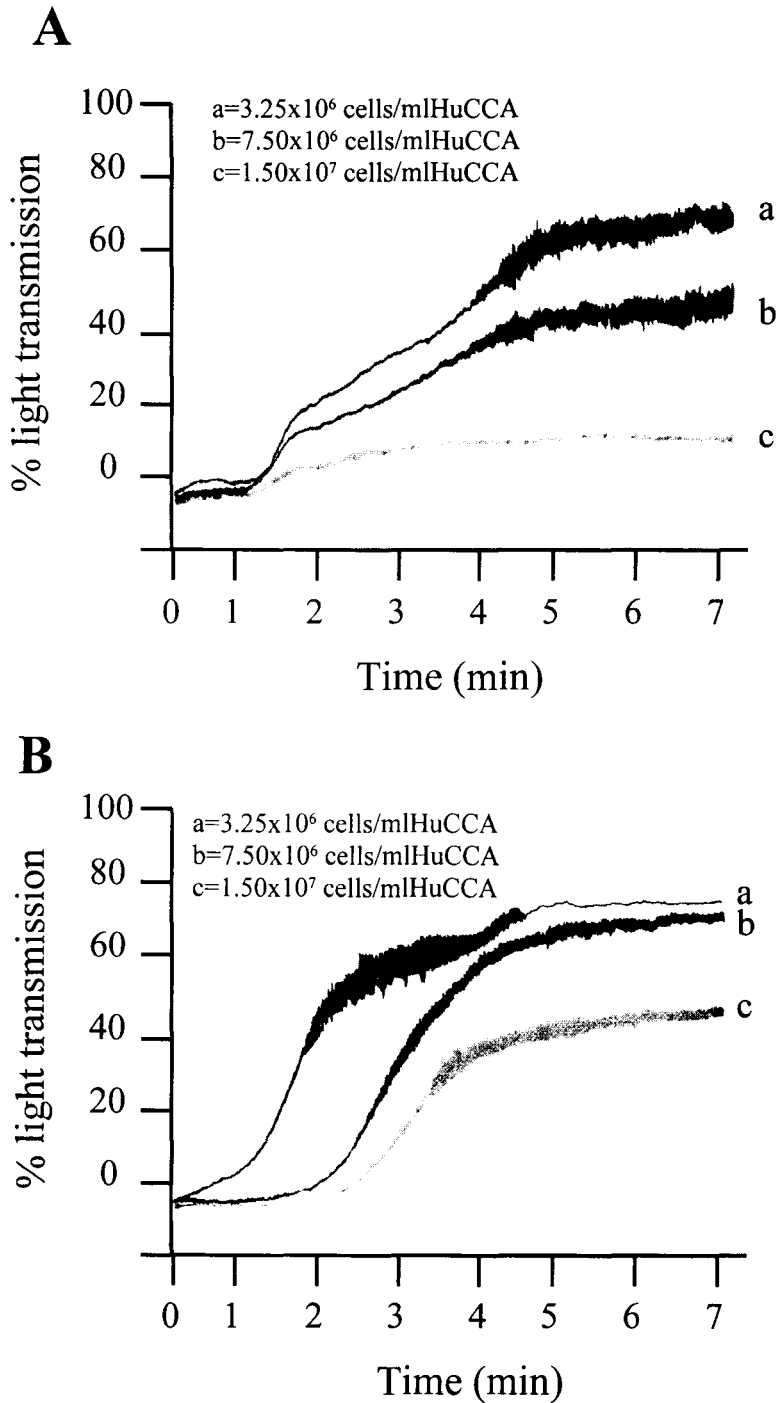 A
a=3.25x10⁶ cells/mlHuCCA
b=7.50x10⁶ cells/mlHuCCA
c=1.50x10⁷ cells/mlHuCCA
% light transmission
100
80
60
40
20
0
a
b
c
0 1 2 3 4 5 6 7
Time (min)
B
a=3.25x10⁶ cells/mlHuCCA
b=7.50x10⁶ cells/mlHuCCA
c=1.50x10⁷ cells/mlHuCCA
% light transmission
100
80
60
40
20
0
a
b
c
0 1 2 3 4 5 6 7
Time (min)